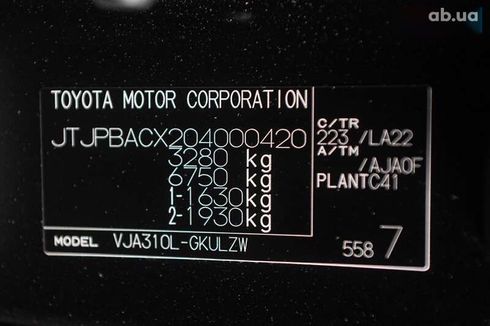 ab.ua
TOYOTA MOTOR CORPORATION
JTJPBACX204000420
3280 kg
6750 kg
1-1630kg
2-1930kg
C/TR
223 /LA22
A/TM
/AJA0F
PLANTC41
MODEL VJA310L-GKULZW
558 7